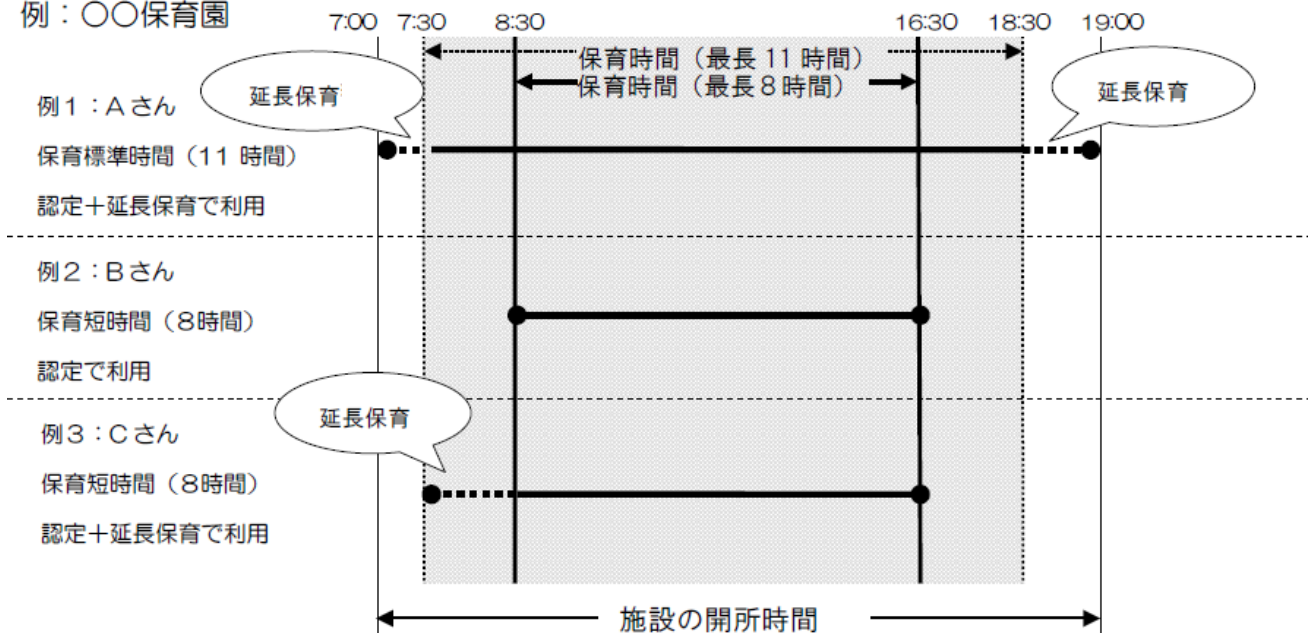 例：〇〇保育園
7:00 7:30 8:30 16:30 18:30 19:00
保育時間（最長 11 時間）
保育時間（最長８時間）
延長保育
延長保育
例１：Ａさん
保育標準時間（11 時間）
認定＋延長保育で利用
例２：Ｂさん
保育短時間（８時間）
認定で利用
延長保育
例３：Ｃさん
保育短時間（８時間）
認定＋延長保育で利用
施設の開所時間